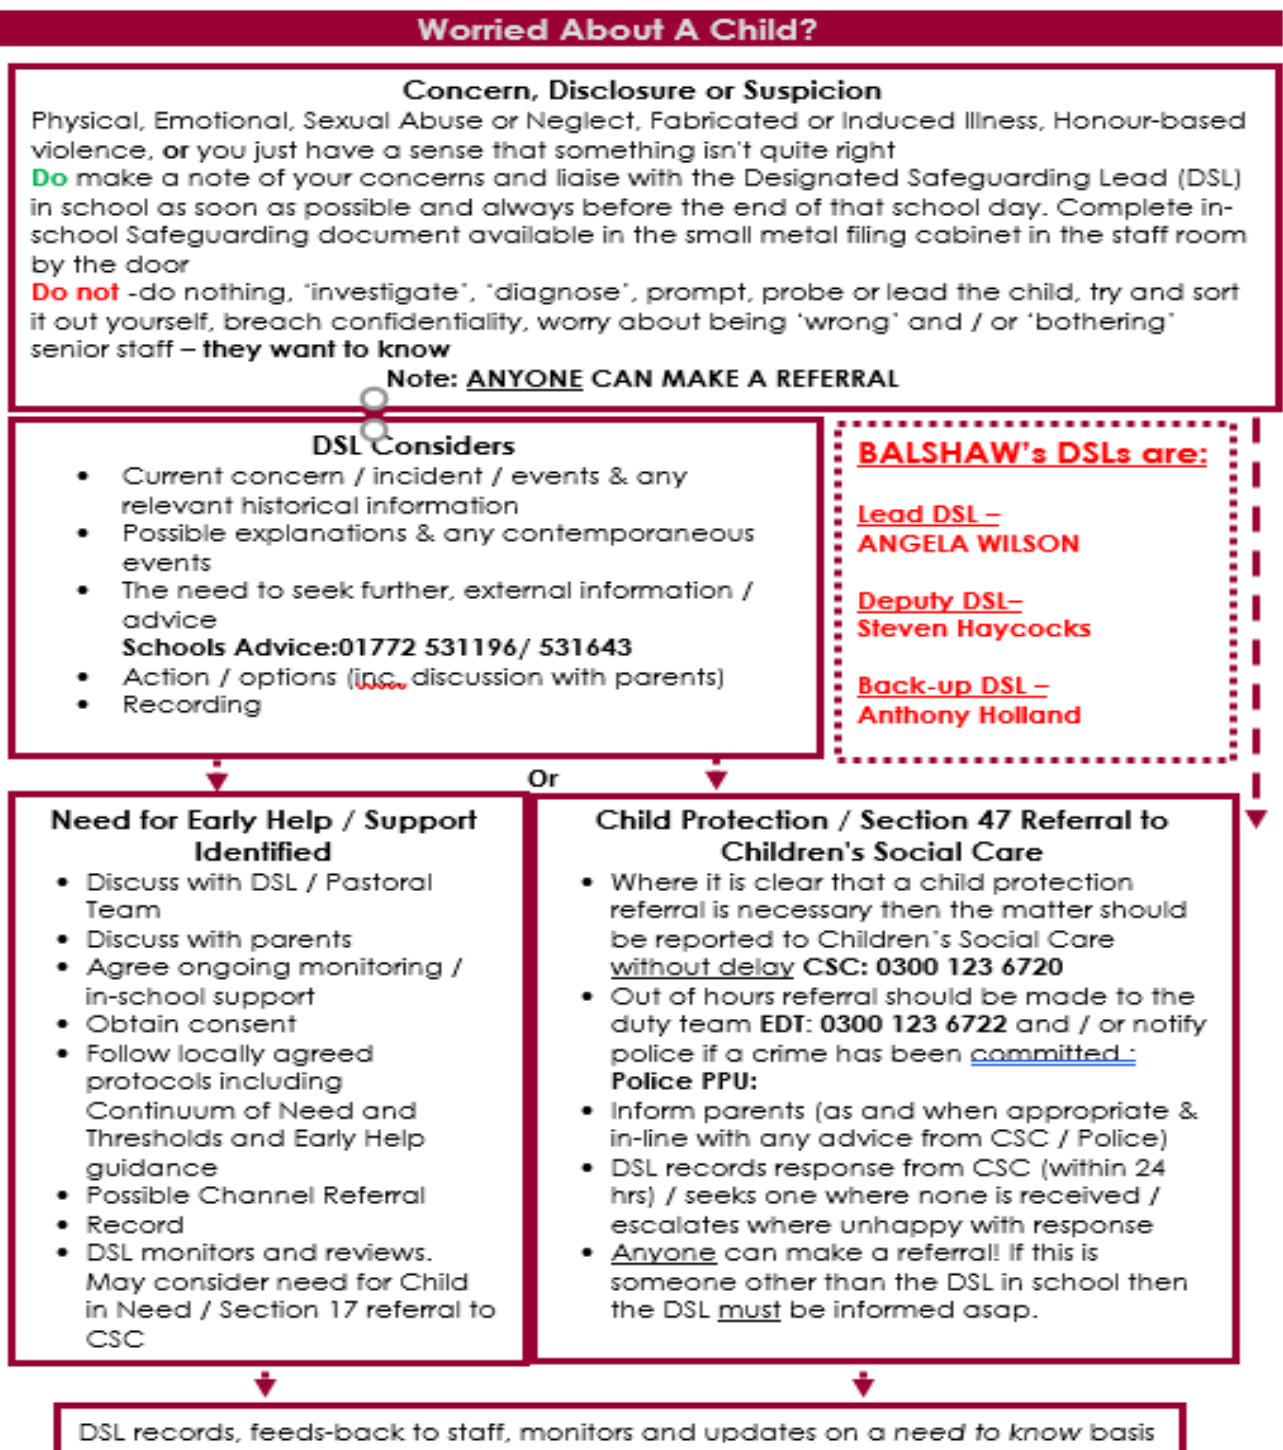 Worried About A Child?
Concern, Disclosure or Suspicion
Physical, Emotional, Sexual Abuse or Neglect, Fabricated or Induced Illness, Honour-based
violence, or you just have a sense that something isn't quite right
Do make a note of your concerns and liaise with the Designated Safeguarding Lead (DSL)
in school as soon as possible and always before the end of that school day. Complete in-
school Safeguarding document available in the small metal filing cabinet in the staff room
by the door
Do not -do nothing, 'investigate', 'diagnose', prompt, probe or lead the child, try and sort
it out yourself, breach confidentiality, worry about being 'wrong' and / or 'bothering'
senior staff – they want to know
Note: ANYONE CAN MAKE A REFERRAL
DSL Considers
• Current concern / incident / events & any
relevant historical information
• Possible explanations & any contemporaneous
events
• The need to seek further, external information /
advice
Schools Advice:01772 531196/ 531643
• Action / options (inc. discussion with parents)
• Recording
BALSHAW's DSLs are:
Lead DSL –
ANGELA WILSON
Deputy DSL–
Steven Haycocks
Back-up DSL –
Anthony Holland
Or
Need for Early Help / Support
Identified
• Discuss with DSL / Pastoral
Team
• Discuss with parents
• Agree ongoing monitoring /
in-school support
• Obtain consent
• Follow locally agreed
protocols including
Continuum of Need and
Thresholds and Early Help
guidance
• Possible Channel Referral
• Record
• DSL monitors and reviews.
May consider need for Child
in Need / Section 17 referral to
CSC
Child Protection / Section 47 Referral to
Children's Social Care
• Where it is clear that a child protection
referral is necessary then the matter should
be reported to Children's Social Care
without delay CSC: 0300 123 6720
• Out of hours referral should be made to the
duty team EDT: 0300 123 6722 and / or notify
police if a crime has been committed :
Police PPU:
• Inform parents (as and when appropriate &
in-line with any advice from CSC / Police)
• DSL records response from CSC (within 24
hrs) / seeks one where none is received /
escalates where unhappy with response
• Anyone can make a referral! If this is
someone other than the DSL in school then
the DSL must be informed asap.
DSL records, feeds-back to staff, monitors and updates on a need to know basis